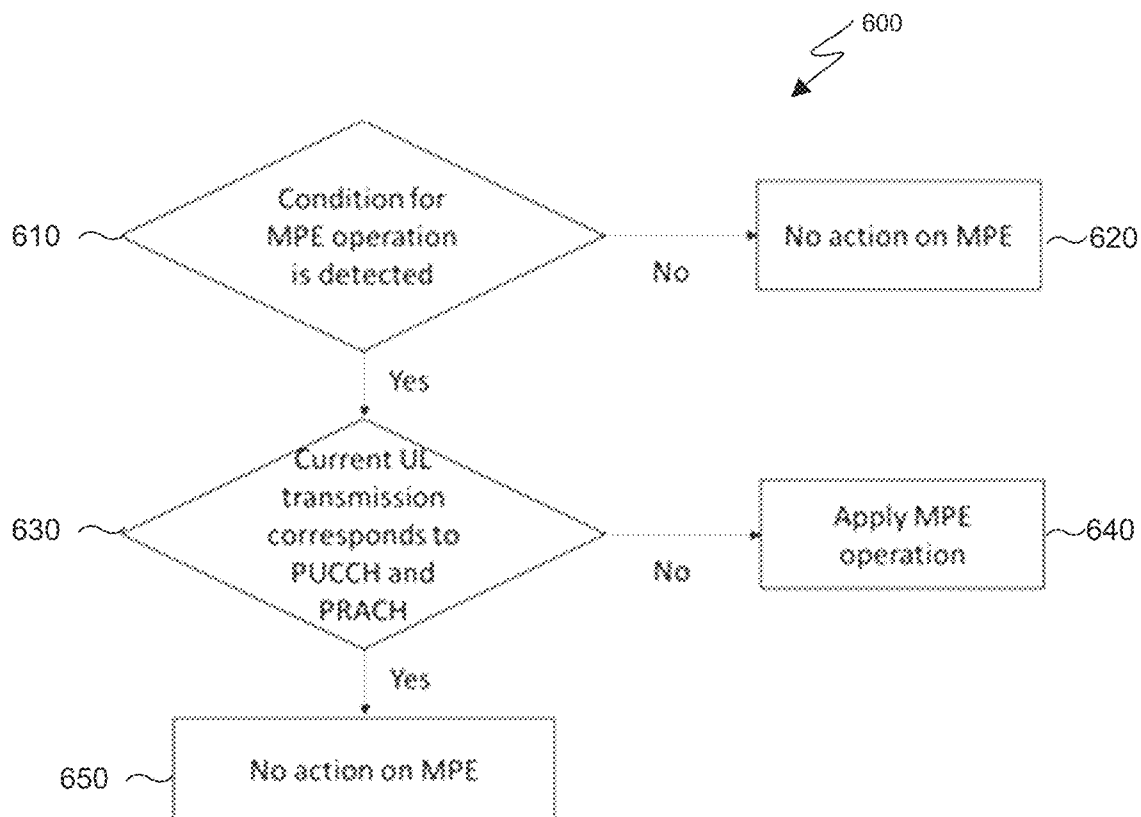 600
610
Condition for
MPE operation
is detected
No
No action on MPE
620
Yes
630
Current UL
transmission
corresponds to
PUCCH and
PRACH
No
Apply MPE
operation
640
Yes
650
No action on MPE